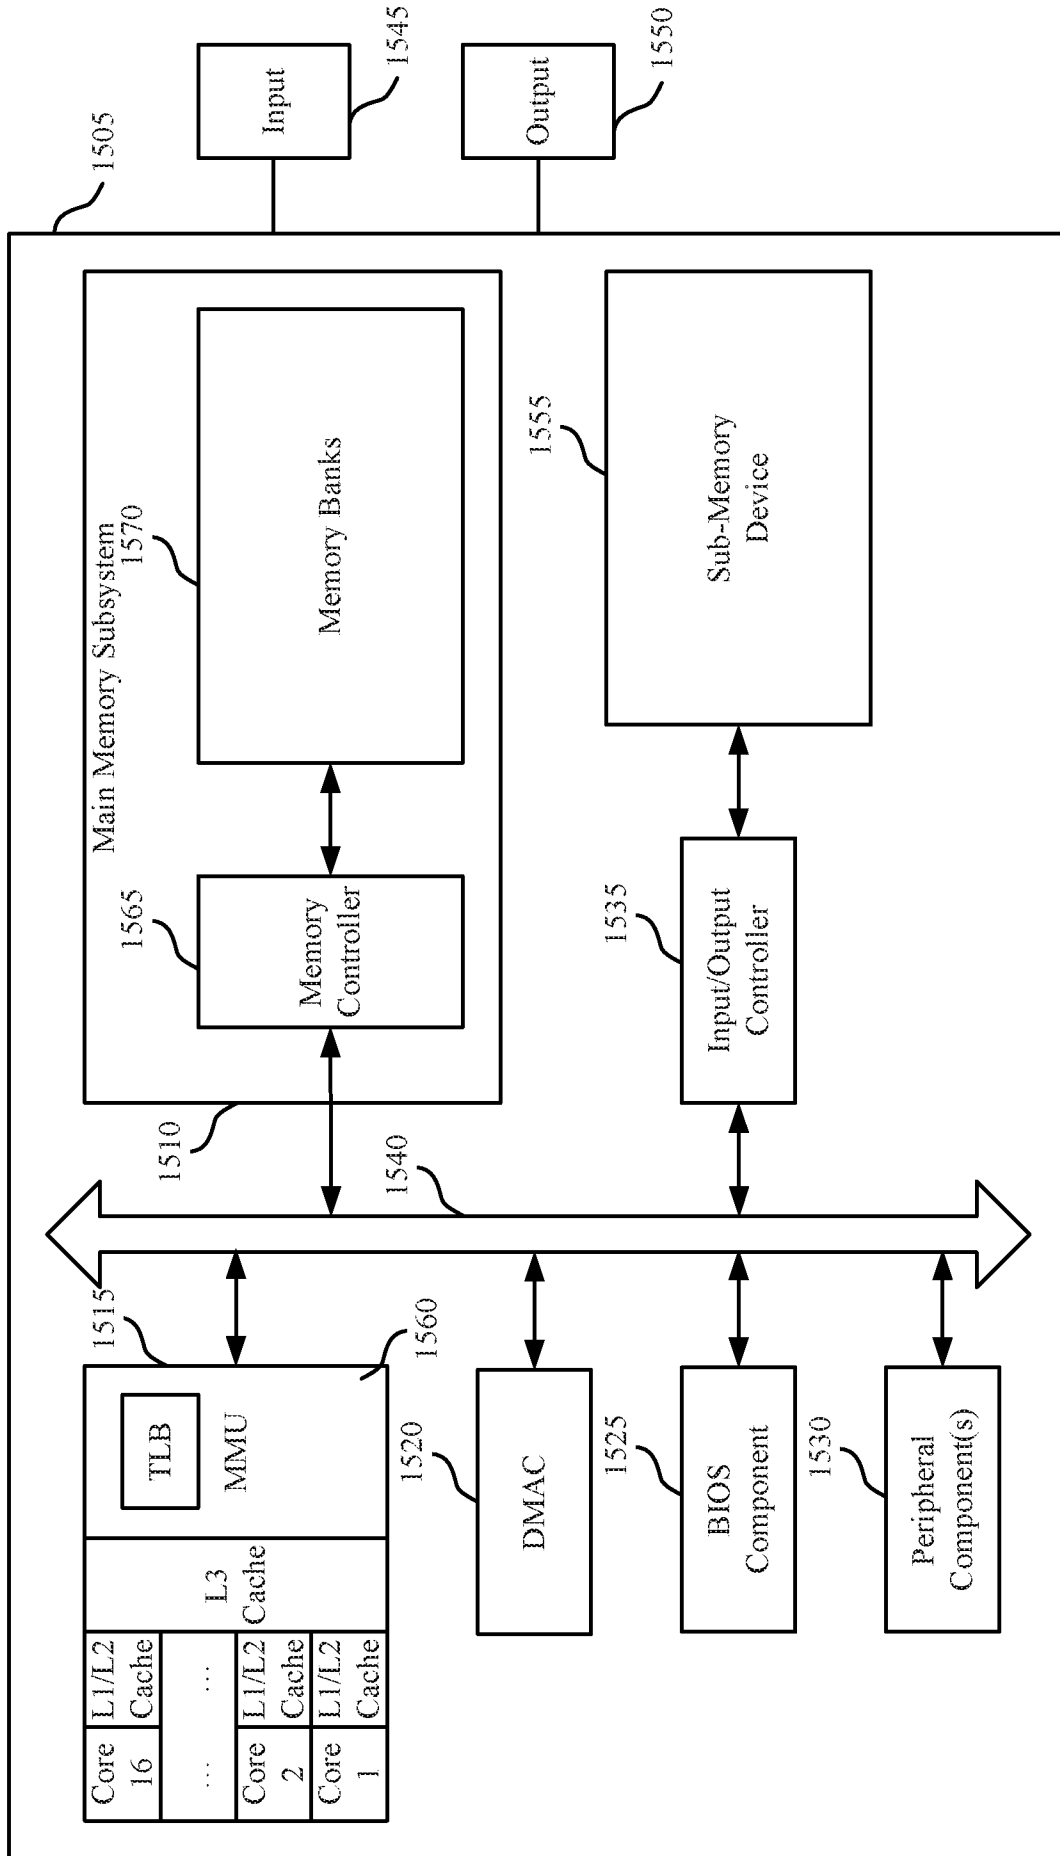 Core
16
L1/L2
Cache
...
...
Core
2
L1/L2
Cache
Core
1
L1/L2
Cache
L3
Cache
TLB
MMU
1515
1560
Main Memory Subsystem
1565
Memory
Controller
1570
Memory Banks
1510
1505
Input
1545
Output
1550
1540
1520
DMAC
1525
BIOS
Component
1530
Peripheral
Component(s)
1535
Input/Output
Controller
1555
Sub-Memory
Device